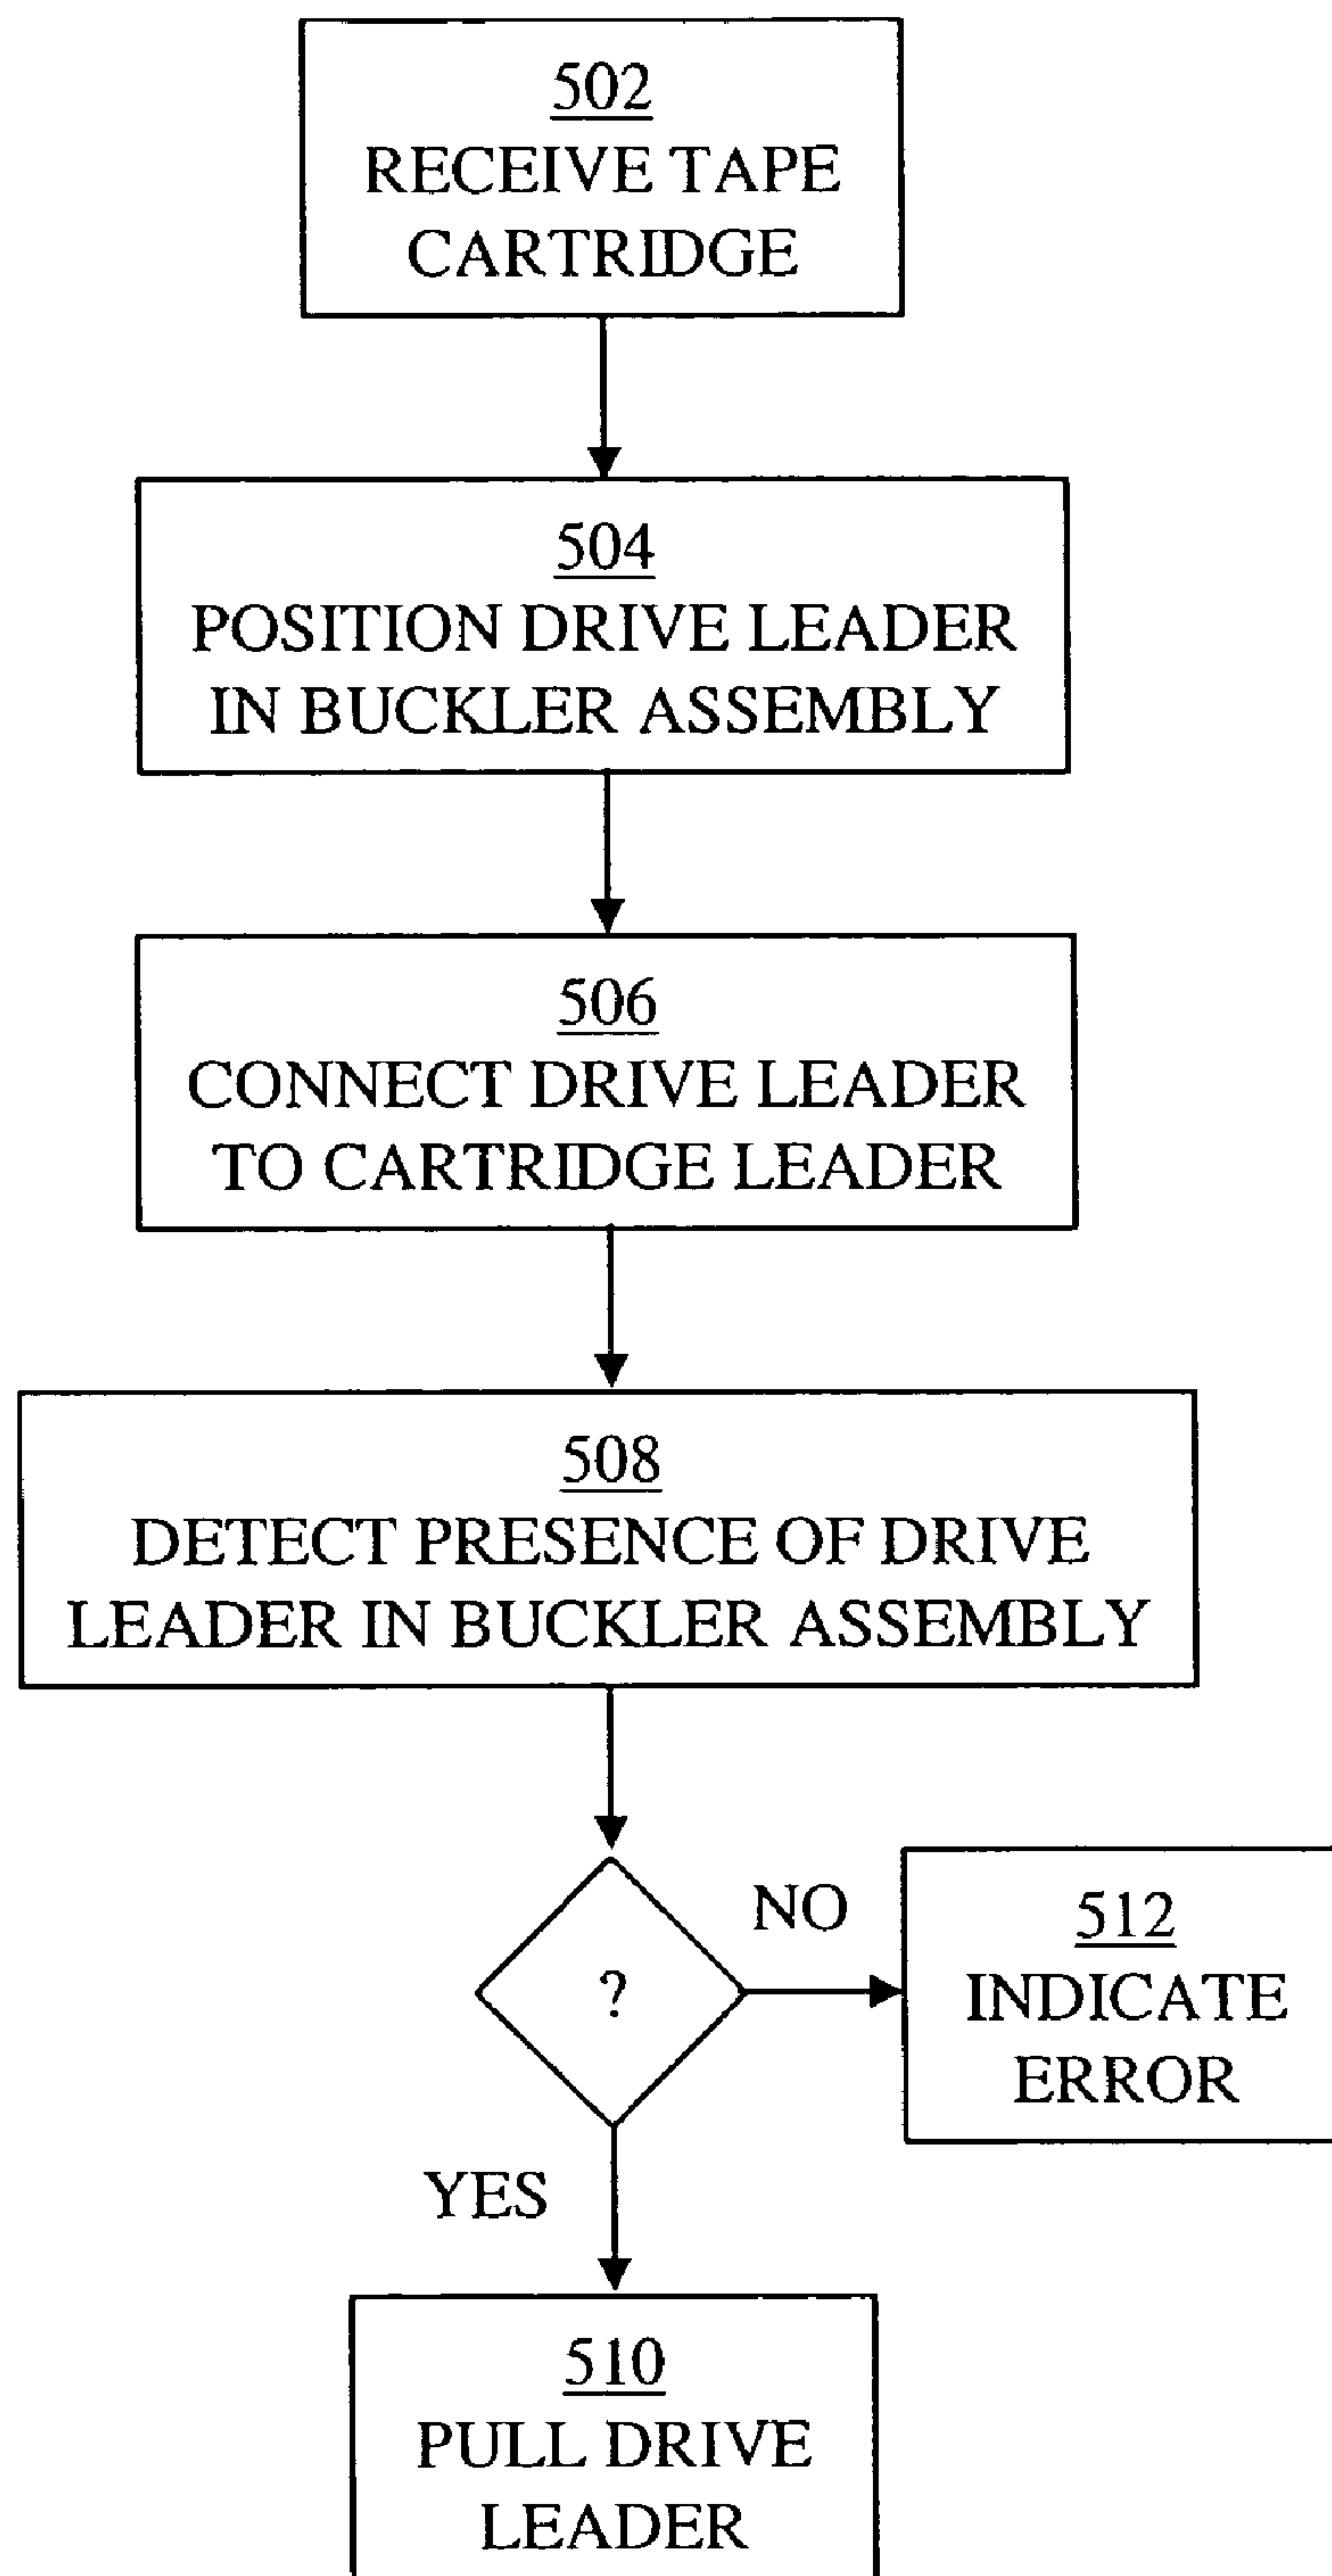 502
RECEIVE TAPE
CARTRIDGE
504
POSITION DRIVE LEADER
IN BUCKLER ASSEMBLY
506
CONNECT DRIVE LEADER
TO CARTRIDGE LEADER
508
DETECT PRESENCE OF DRIVE
LEADER IN BUCKLER ASSEMBLY
?
NO
512
INDICATE
ERROR
YES
510
PULL DRIVE
LEADER